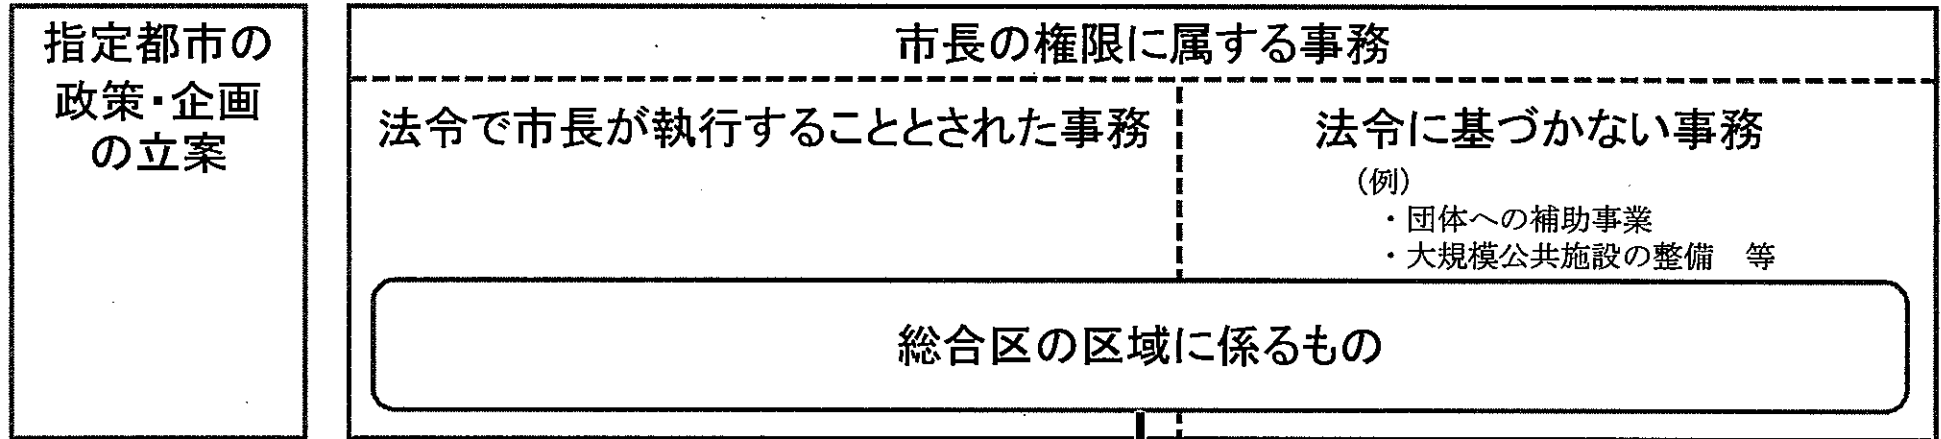 指定都市の
政策・企画
の立案
市長の権限に属する事務
法令で市長が執行することとされた事務
法令に基づかない事務
（例）
・団体への補助事業
・大規模公共施設の整備　等
総合区の区域に係るもの